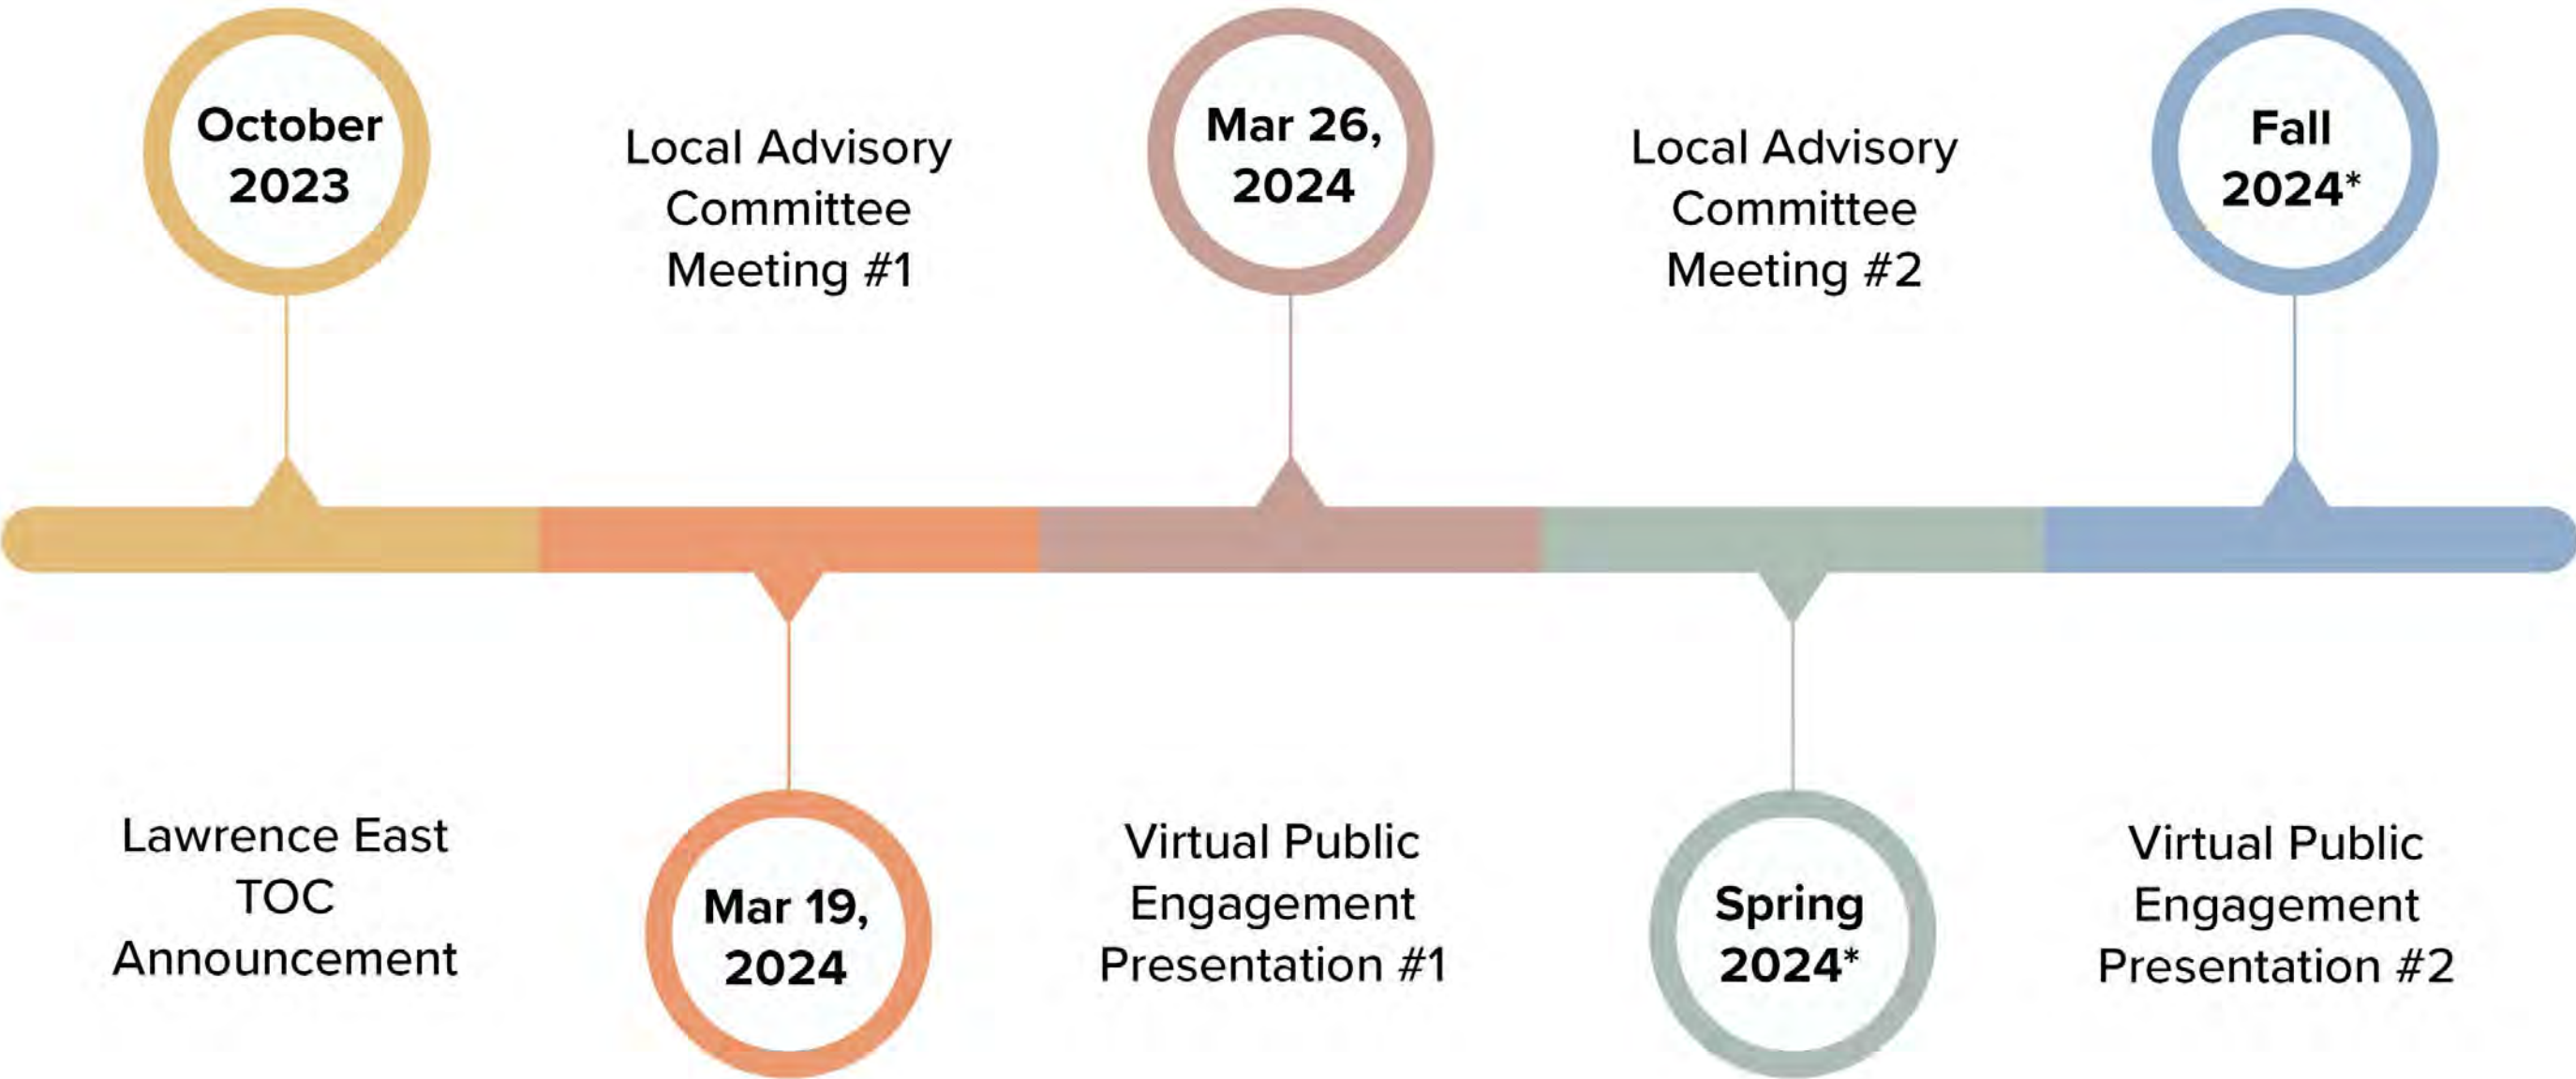 October
2023
Lawrence East
TOC
Announcement
Local Advisory
Committee
Meeting #1
Mar 19,
2024
Mar 26,
2024
Virtual Public
Engagement
Presentation #1
Local Advisory
Committee
Meeting #2
Spring
2024*
Fall
2024*
Virtual Public
Engagement
Presentation #2